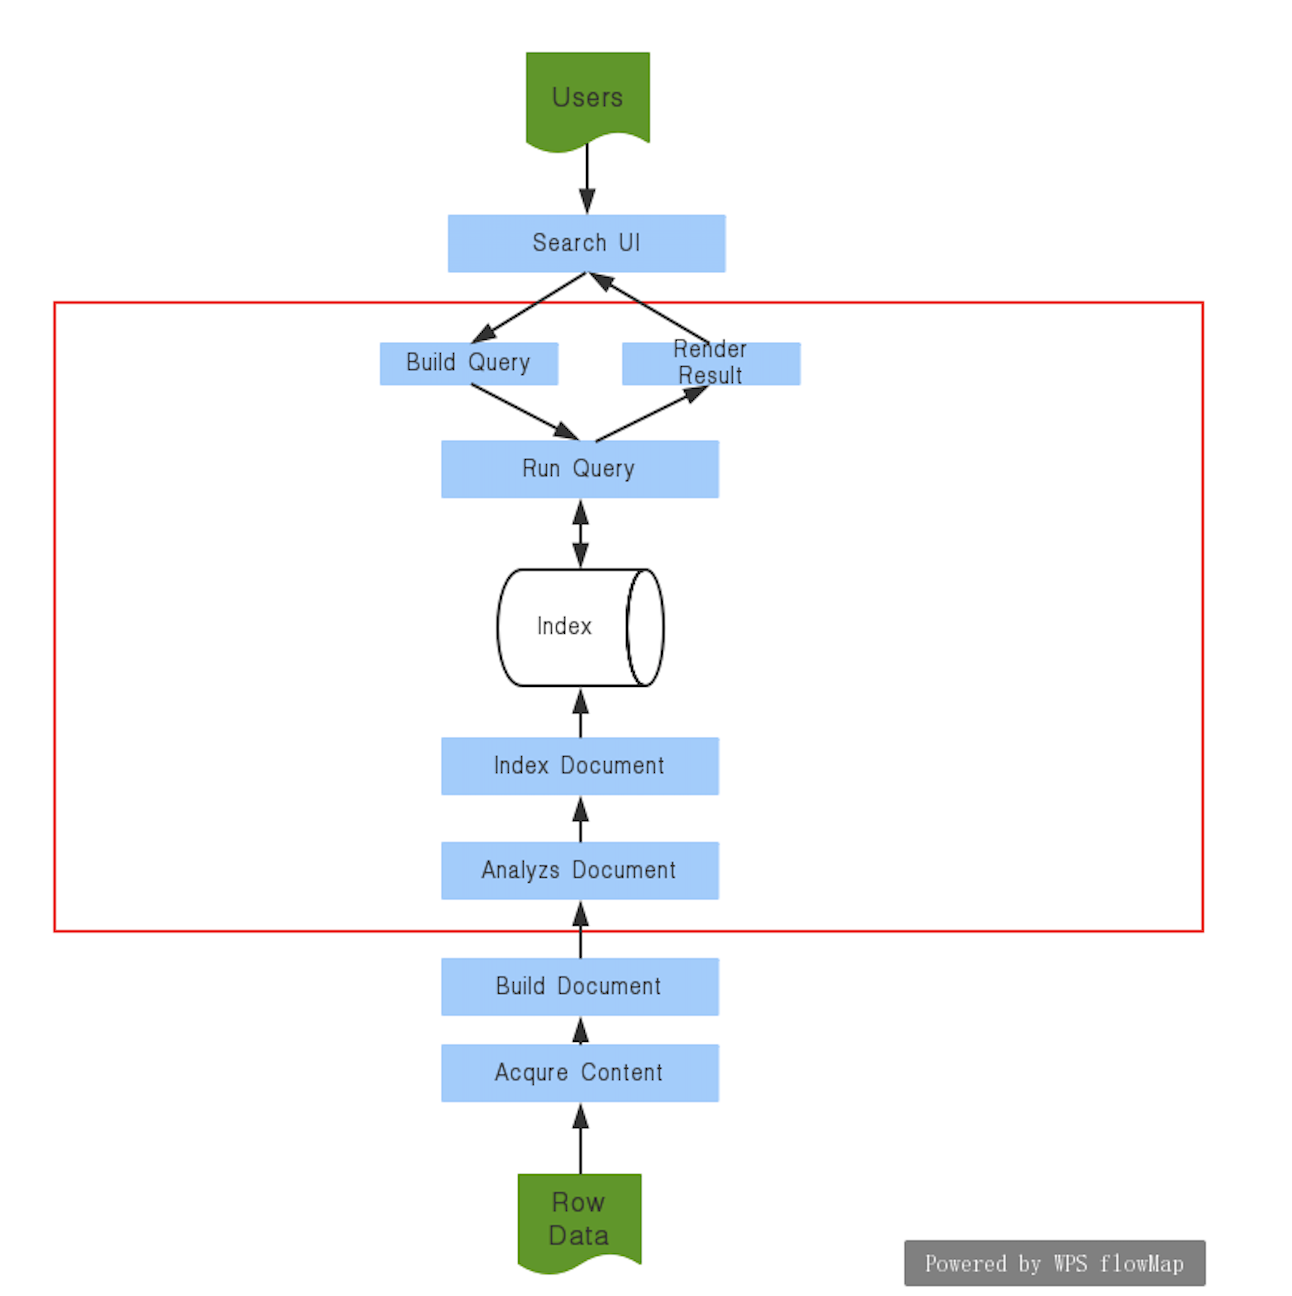 Users
Search UI
Build Query
Render
Result
Run Query
Index
Index Document
Analyzs Document
Build Document
Acqure Content
Row
Data
Powered by WPS flowMap